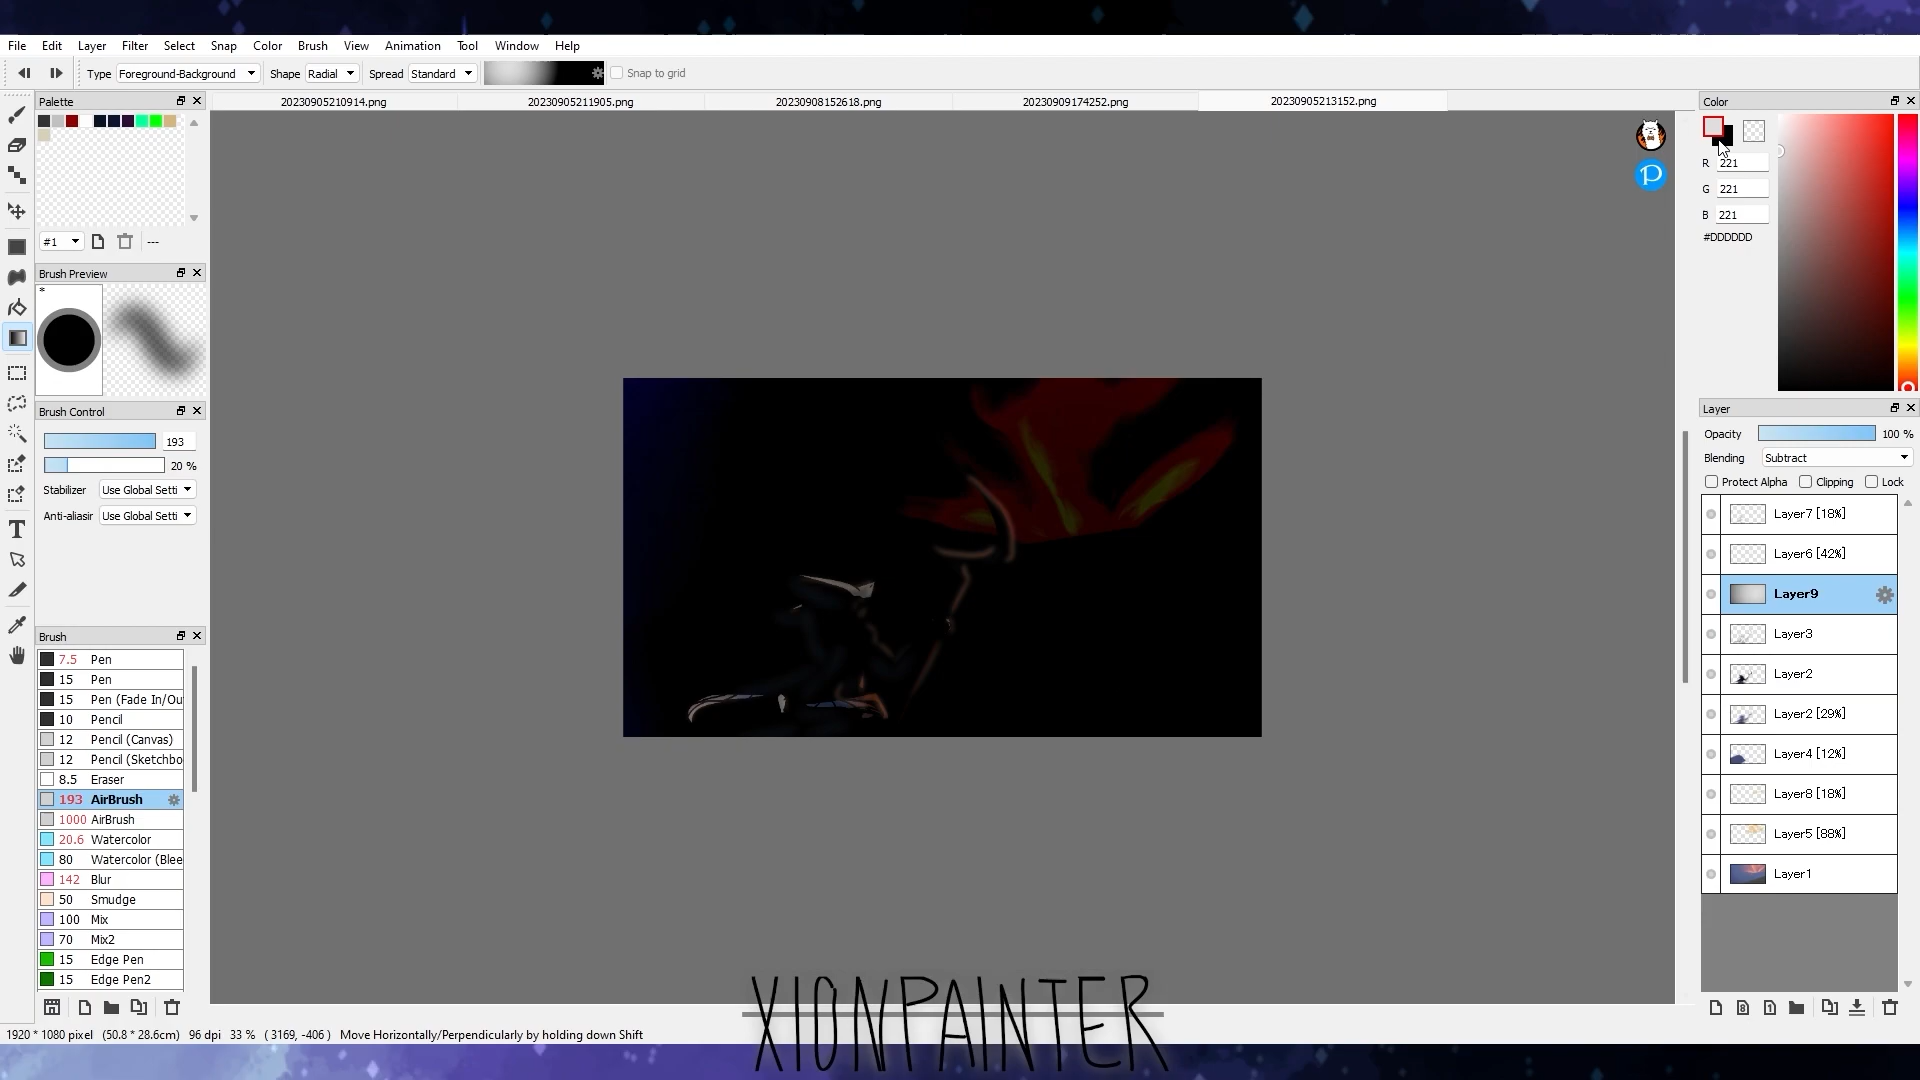 File Edit Layer Filter Select Snap Color Brush View Animation Tool Window Help
Type Foreground-Background Shape Radial Spread Standard Snap to grid
Palette
20230905210914.png 20230905211905.png 20230908152618.png 20230909174252.png 20230905213152.png
#1 ---
Brush Preview
*
Brush Control
193
20 %
Stabilizer Use Global Setti
Anti-aliasir Use Global Setti
T
Brush
7.5 Pen
15 Pen
15 Pen (Fade In/Ou
10 Pencil
12 Pencil (Canvas)
12 Pencil (Sketchbo
8.5 Eraser
193 AirBrush
1000 AirBrush
20.6 Watercolor
80 Watercolor (Blee
142 Blur
50 Smudge
100 Mix
70 Mix2
15 Edge Pen
15 Edge Pen2
P
Color
R 221
G 221
B 221
#DDDDDD
Layer
Opacity 100 %
Blending Subtract
Protect Alpha Clipping Lock
Layer7 [18%]
Layer6 [42%]
Layer9
Layer3
Layer2
Layer2 [29%]
Layer4 [12%]
Layer8 [18%]
Layer5 [88%]
Layer1
8 1
1920 * 1080 pixel (50.8 * 28.6cm) 96 dpi 33 % ( 3169, -406 ) Move Horizontally/Perpendicularly by holding down Shift
XIONPAINTER